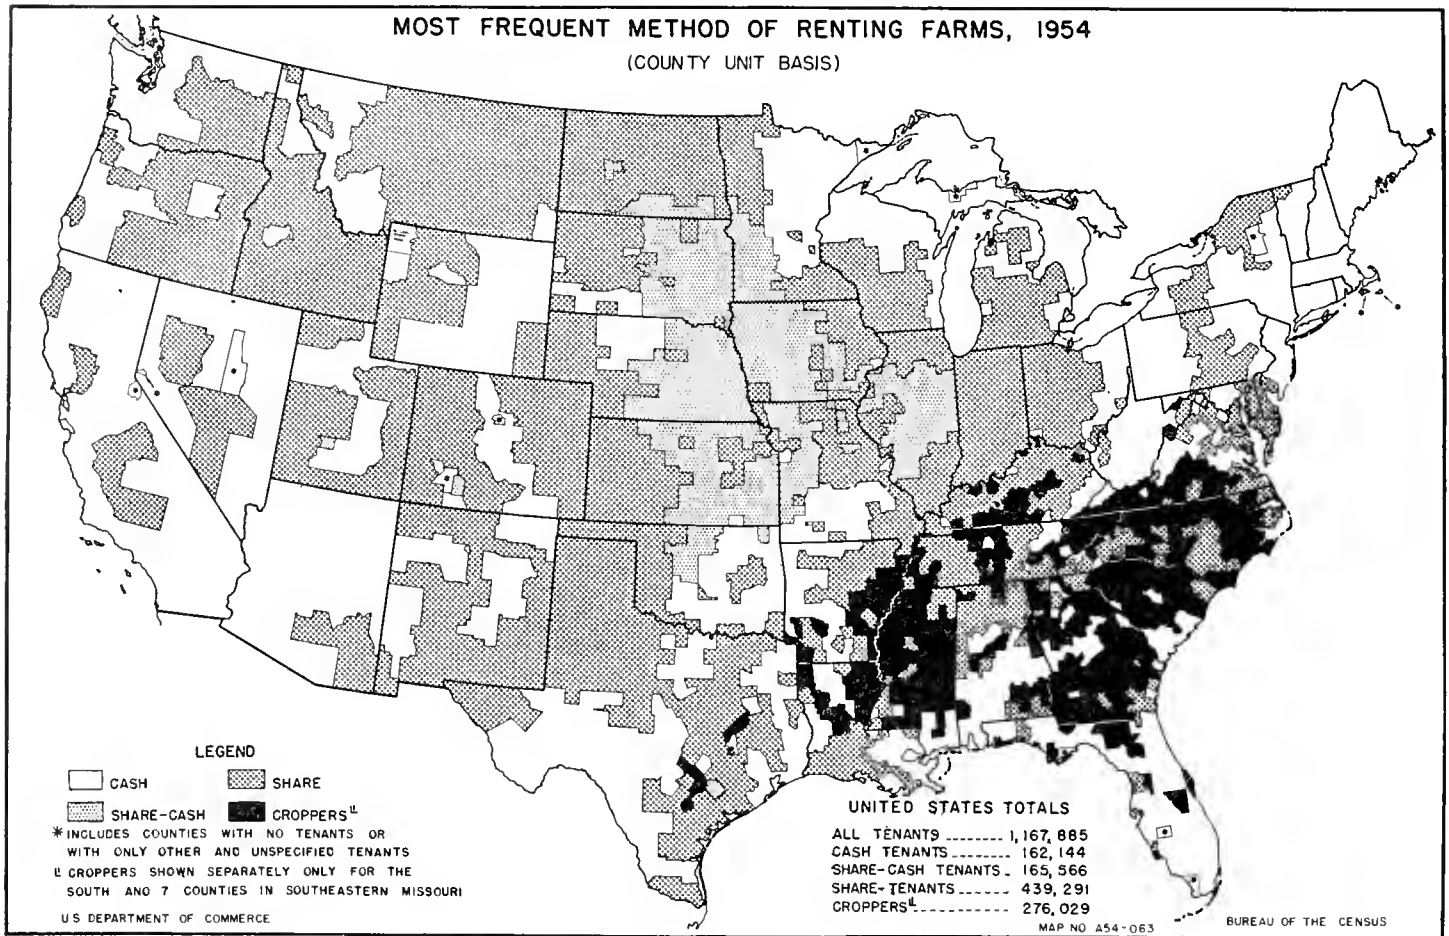 MOST FREQUENT METHOD OF RENTING FARMS, 1954
(COUNTY UNIT BASIS)
LEGEND
CASH
SHARE
SHARE-CASH
CROPPERS 1/
* INCLUDES COUNTIES WITH NO TENANTS OR
WITH ONLY OTHER AND UNSPECIFIED TENANTS
1/ CROPPERS SHOWN SEPARATELY ONLY FOR THE
SOUTH AND 7 COUNTIES IN SOUTHEASTERN MISSOURI
U S DEPARTMENT OF COMMERCE
UNITED STATES TOTALS
ALL TENANTS -------- 1,167,885
CASH TENANTS -------- 162,144
SHARE-CASH TENANTS - 165,566
SHARE-TENANTS ------ 439,291
CROPPERS 1/ ----------- 276,029
MAP NO A54-063
BUREAU OF THE CENSUS